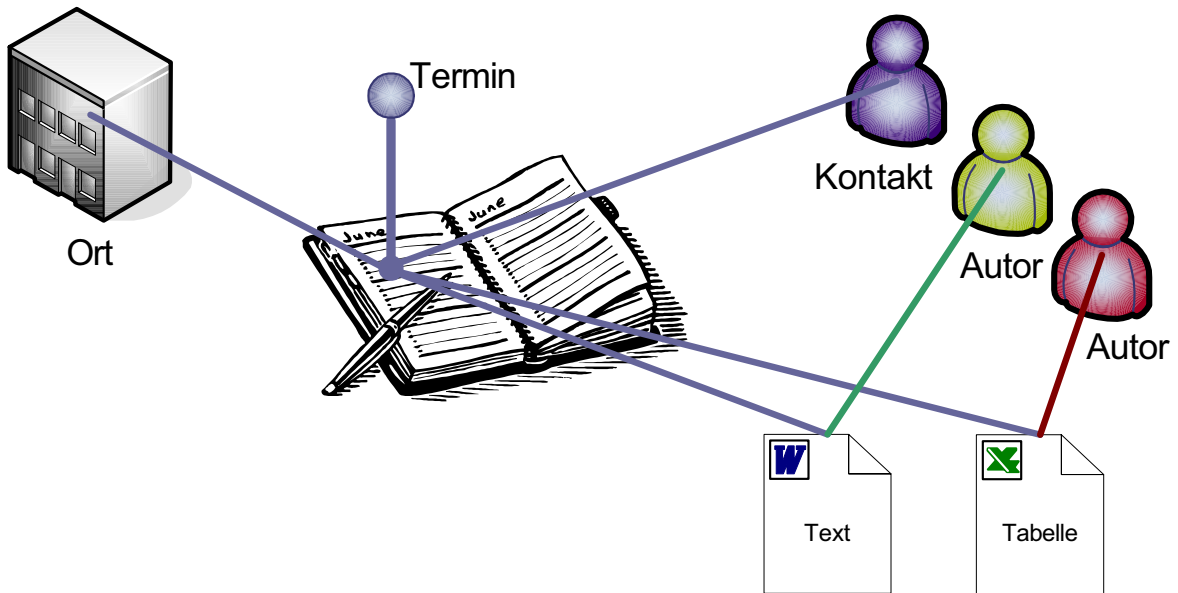 Termin
Kontakt
Ort
June
June
Autor
Autor
W
X
Text
Tabelle